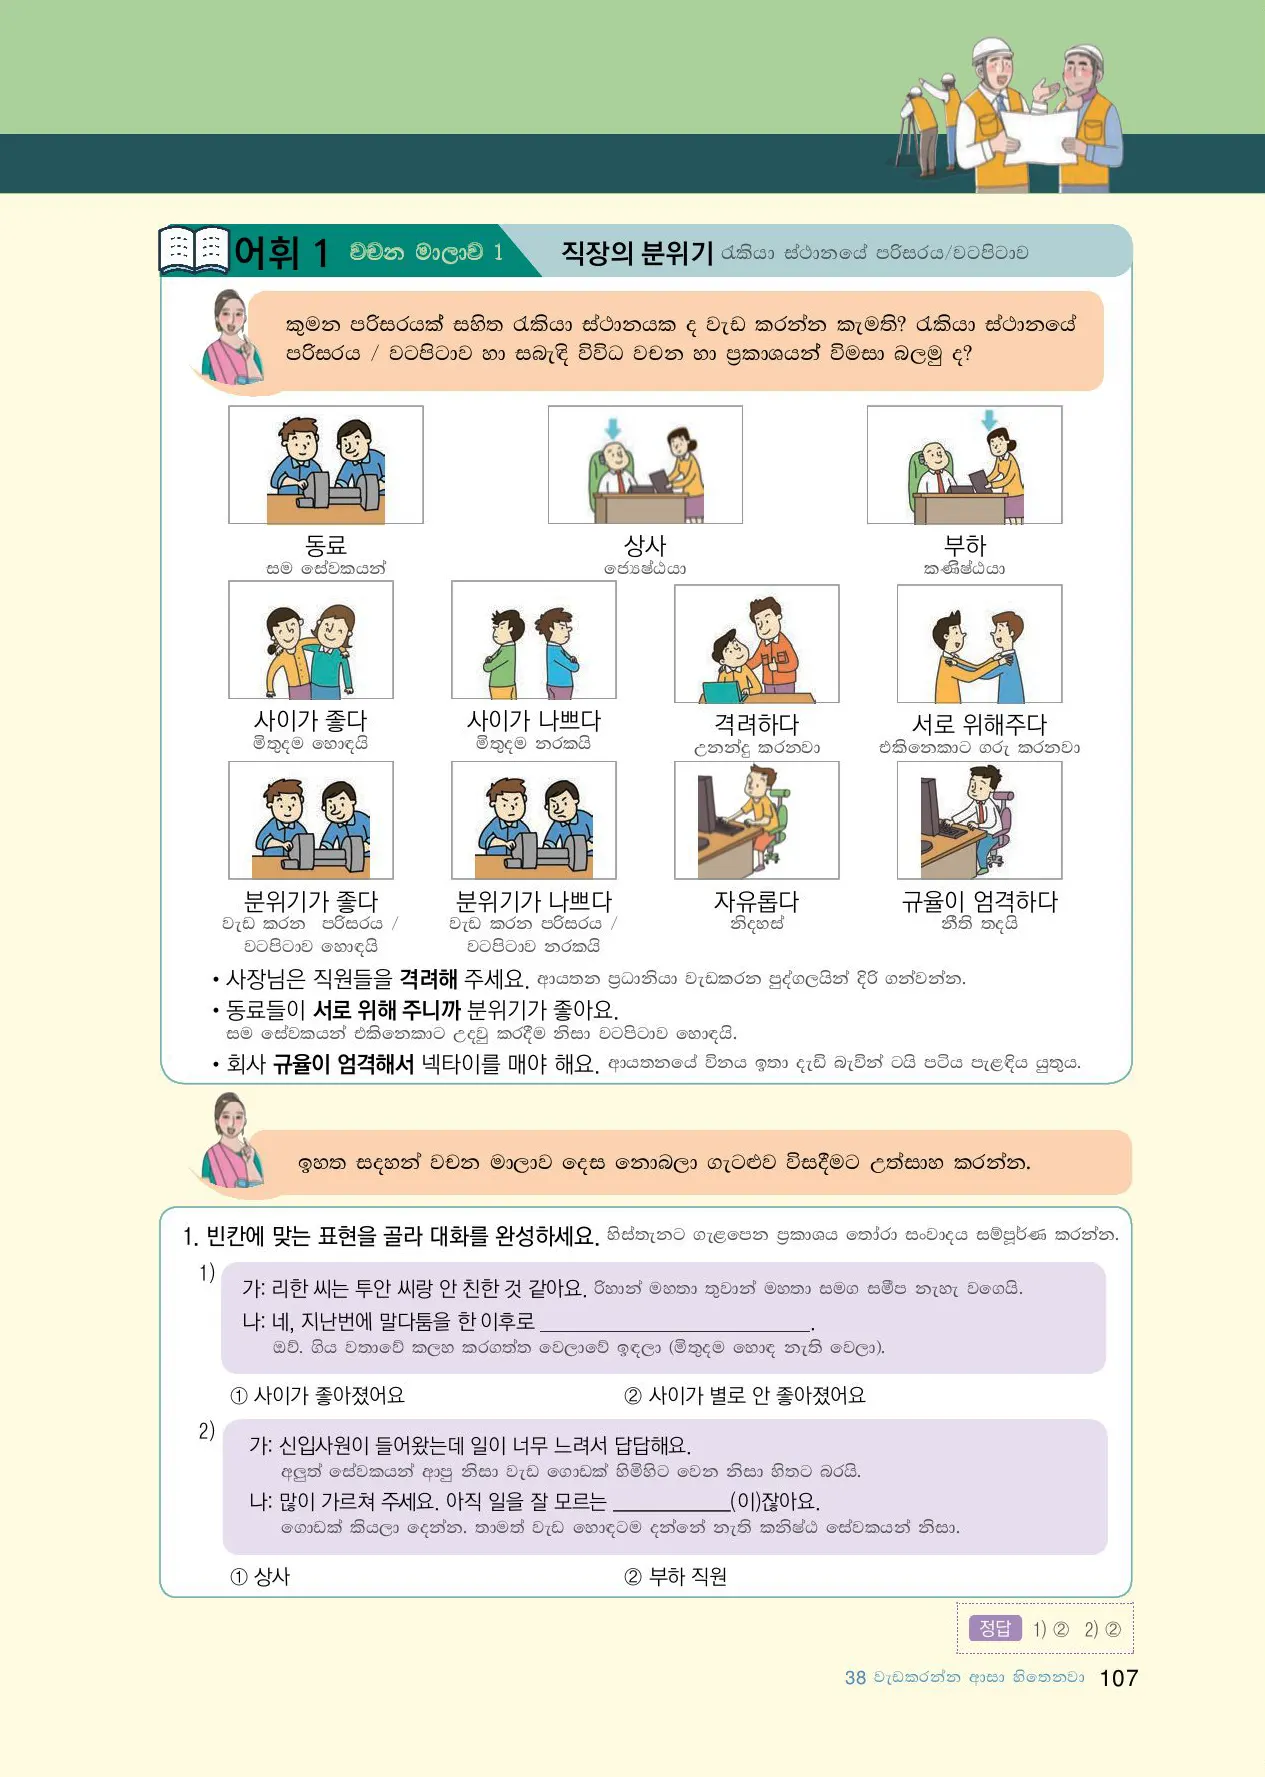 어휘 1 වචන මාලාව 1 직장의 분위기 රැකියා ස්ථානයේ පරිසරය/වටපිටාව
කුමන පරිසරයක් සහිත රැකියා ස්ථානයක ද වැඩ කරන්න කැමති? රැකියා ස්ථානයේ
පරිසරය / වටපිටාව හා සබැඳි විවිධ වචන හා ප්‍රකාශයන් විමසා බලමු ද?
동료 상사 부하
සම සේවකයන් ජ්‍යෙෂ්ඨයා කණිෂ්ඨයා
사이가 좋다 사이가 나쁘다 격려하다 서로 위해주다
මිතුදම හොඳයි මිතුදම නරකයි උනන්දු කරනවා එකිනෙකාට ගරු කරනවා
분위기가 좋다 분위기가 나쁘다 자유롭다 규율이 엄격하다
වැඩ කරන පරිසරය / වැඩ කරන පරිසරය / නිදහස් නීති තදයි
වටපිටාව හොඳයි වටපිටාව නරකයි
• 사장님은 직원들을 격려해 주세요. ආයතන ප්‍රධානියා වැඩකරන පුද්ගලයින් දිරි ගන්වන්න.
• 동료들이 서로 위해 주니까 분위기가 좋아요.
සම සේවකයන් එකිනෙකාට උදවු කරදීම නිසා වටපිටාව හොඳයි.
• 회사 규율이 엄격해서 넥타이를 매야 해요. ආයතනයේ විනය ඉතා දැඩි බැවින් ටයි පටිය පැළඳිය යුතුය.
ඉහත සදහන් වචන මාලාව දෙස නොබලා ගැටළුව විසදීමට උත්සාහ කරන්න.
1. 빈칸에 맞는 표현을 골라 대화를 완성하세요. හිස්තැනට ගැළපෙන ප්‍රකාශය තෝරා සංවාදය සම්පූර්ණ කරන්න.
1)
가: 리한 씨는 투안 씨랑 안 친한 것 같아요. රිහාන් මහතා තුවාන් මහතා සමග සමීප නැහැ වගෙයි.
냐: 네, 지난번에 말다툼을 한 이후로 ____________________.
ඔව්. ගිය වතාවේ කලහ කරගත්ත වෙලාවේ ඉඳලා (මිතුදම හොඳ නැති වෙලා).
① 사이가 좋아졌어요 ② 사이가 별로 안 좋아졌어요
2)
가: 신입사원이 들어왔는데 일이 너무 느려서 답답해요.
අලුත් සේවකයන් ආපු නිසා වැඩ ගොඩක් හිමිහිට වෙන නිසා හිතට බරයි.
나: 많이 가르쳐 주세요. 아직 일을 잘 모르는 __________(이)잖아요.
ගොඩක් කියලා දෙන්න. තාමත් වැඩ හොඳටම දන්නේ නැති කනිෂ්ඨ සේවකයන් නිසා.
① 상사 ② 부하 직원
정답 1) ② 2) ②
38 වැඩකරන්න ආසා හිතෙනවා 107